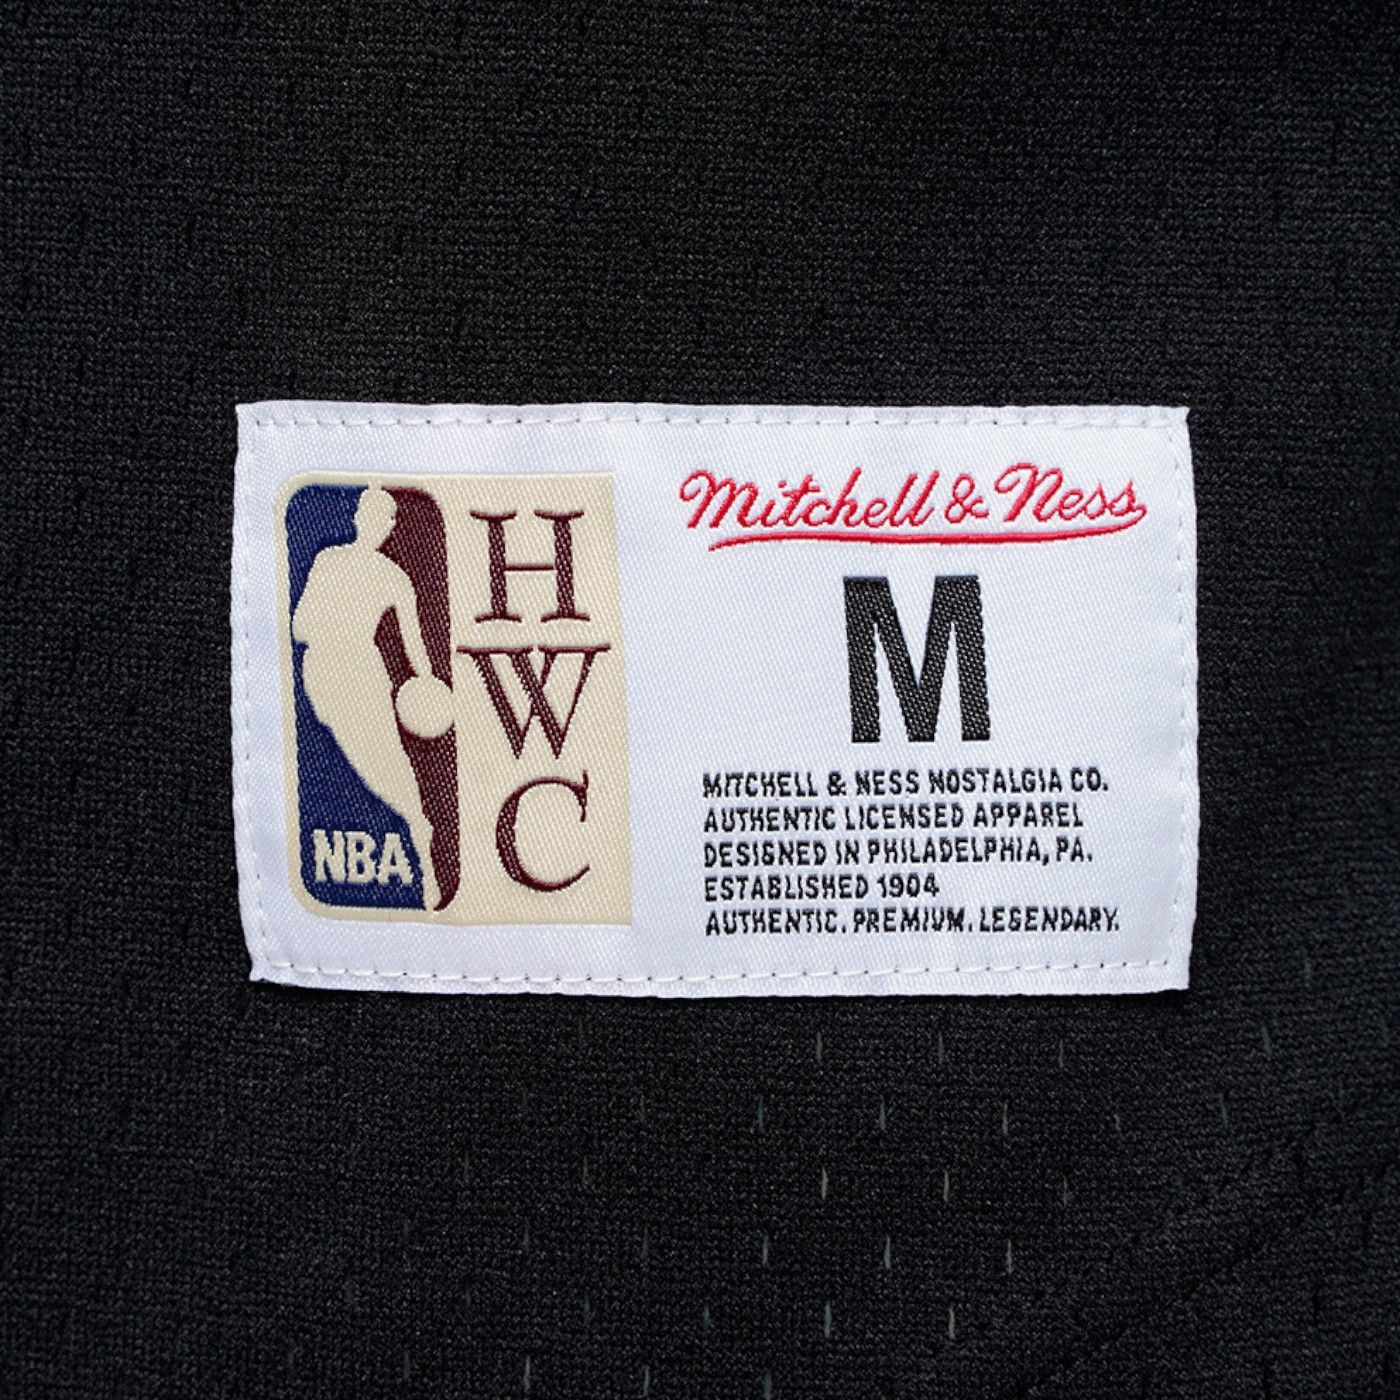 NBA
H
W
C
Mitchell & Ness
M
MITCHELL & NESS NOSTALGIA CO.
AUTHENTIC LICENSED APPAREL
DESIGNED IN PHILADELPHIA, PA.
ESTABLISHED 1904
AUTHENTIC. PREMIUM. LEGENDARY.